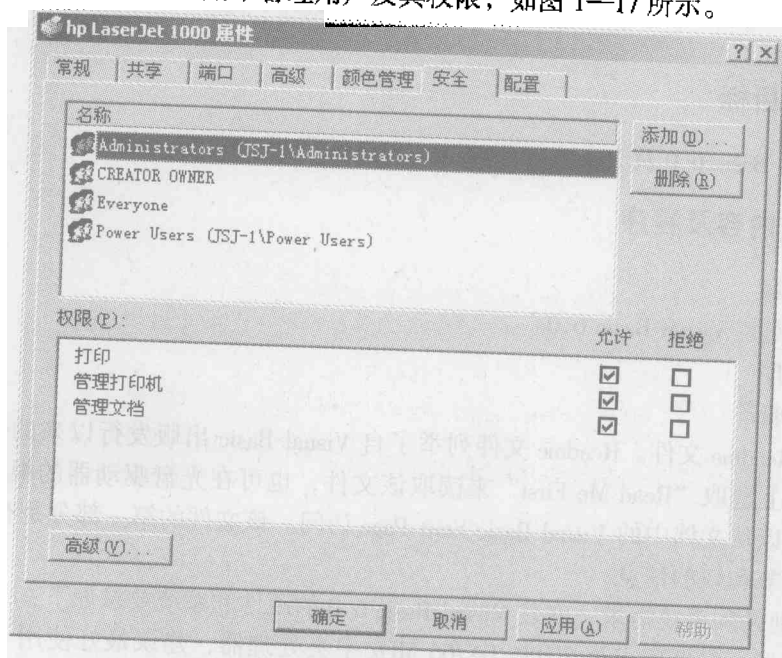 管理用户及其权限，如图1—17所示。
hp LaserJet 1000 属性
常规 共享 端口 高级 颜色管理 安全 配置
名称
Administrators (JSJ-1\Administrators)
CREATOR OWNER
Everyone
Power Users (JSJ-1\Power Users)
添加(D)...
删除(R)
权限(P):
允许 拒绝
打印
管理打印机
管理文档
高级(V)...
确定 取消 应用(A) 帮助